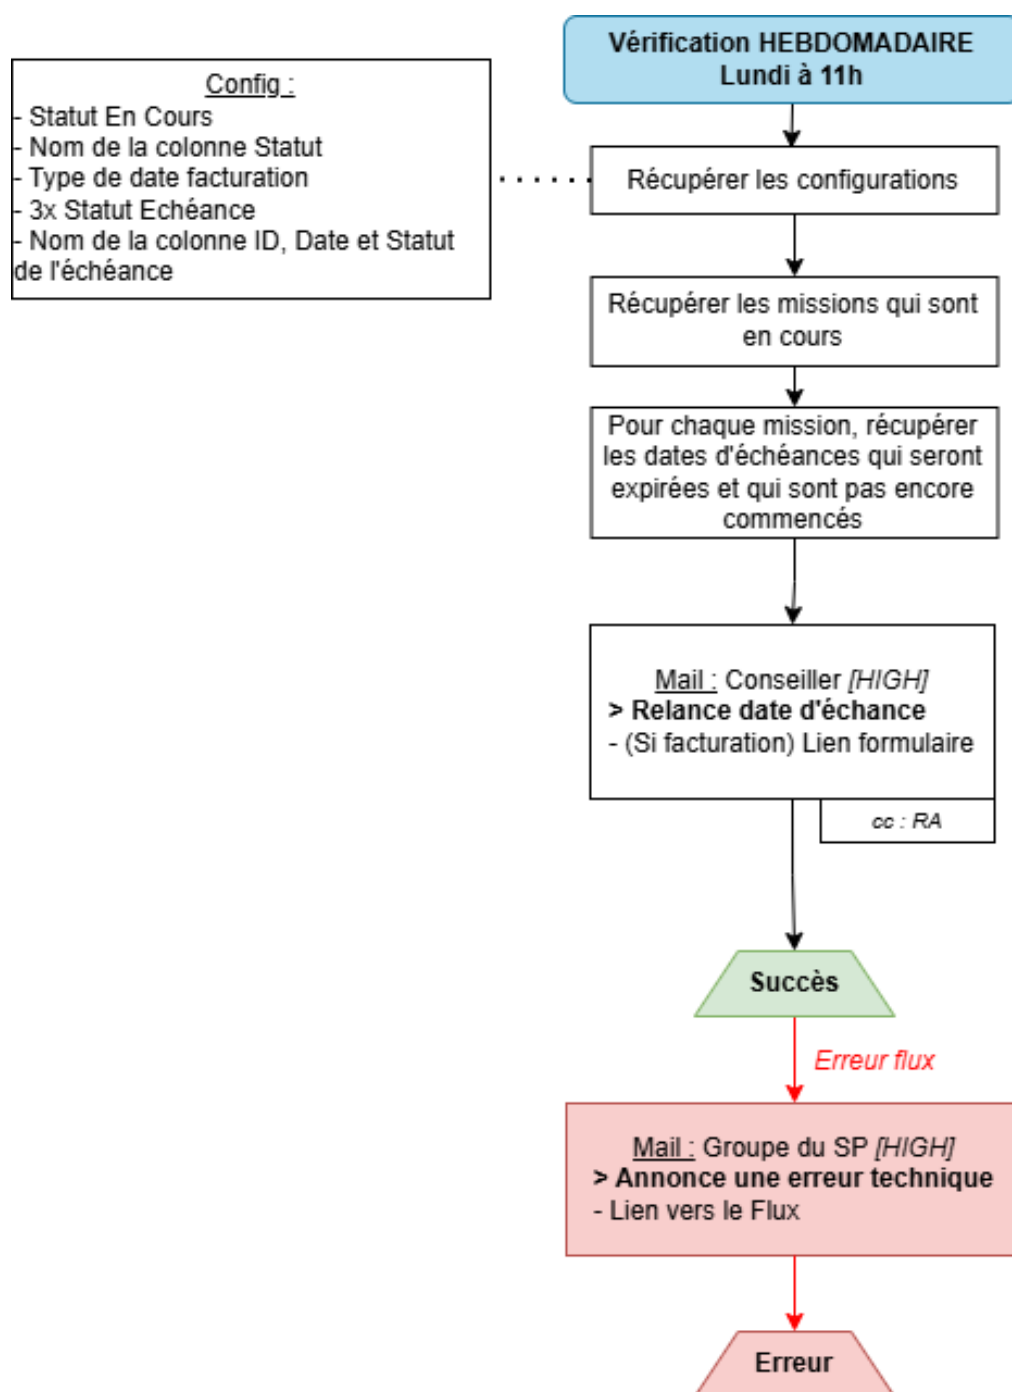 Vérification HEBDOMADAIRE
Lundi à 11h
Config :
- Statut En Cours
- Nom de la colonne Statut
- Type de date facturation
- 3x Statut Echéance
- Nom de la colonne ID, Date et Statut
de l'échéance
Récupérer les configurations
Récupérer les missions qui sont
en cours
Pour chaque mission, récupérer
les dates d'échéances qui seront
expirées et qui sont pas encore
commencés
Mail : Conseiller [HIGH]
> Relance date d'échance
- (Si facturation) Lien formulaire
cc : RA
Succès
Erreur flux
Mail : Groupe du SP [HIGH]
> Annonce une erreur technique
- Lien vers le Flux
Erreur